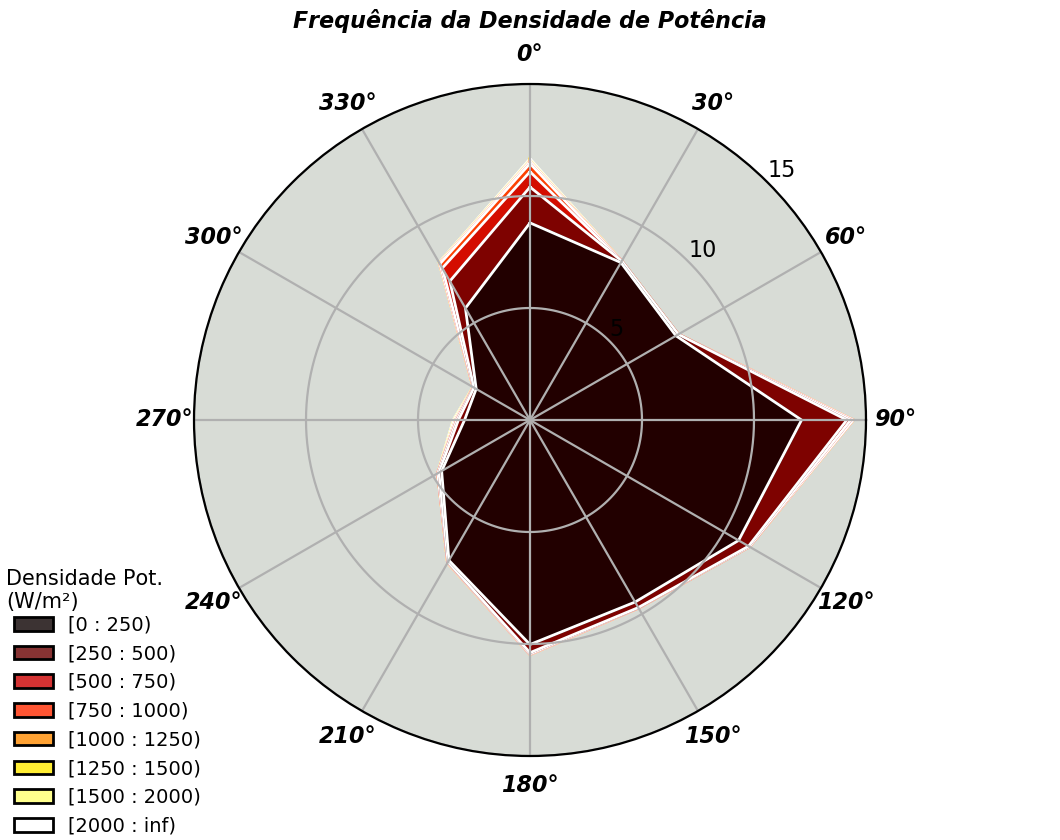 Frequência da Densidade de Potência
0°
330°
30°
15
300°
60°
10
5
270°
90°
240°
120°
210°
150°
180°
Densidade Pot.
(W/m²)
[0 : 250)
[250 : 500)
[500 : 750)
[750 : 1000)
[1000 : 1250)
[1250 : 1500)
[1500 : 2000)
[2000 : inf)